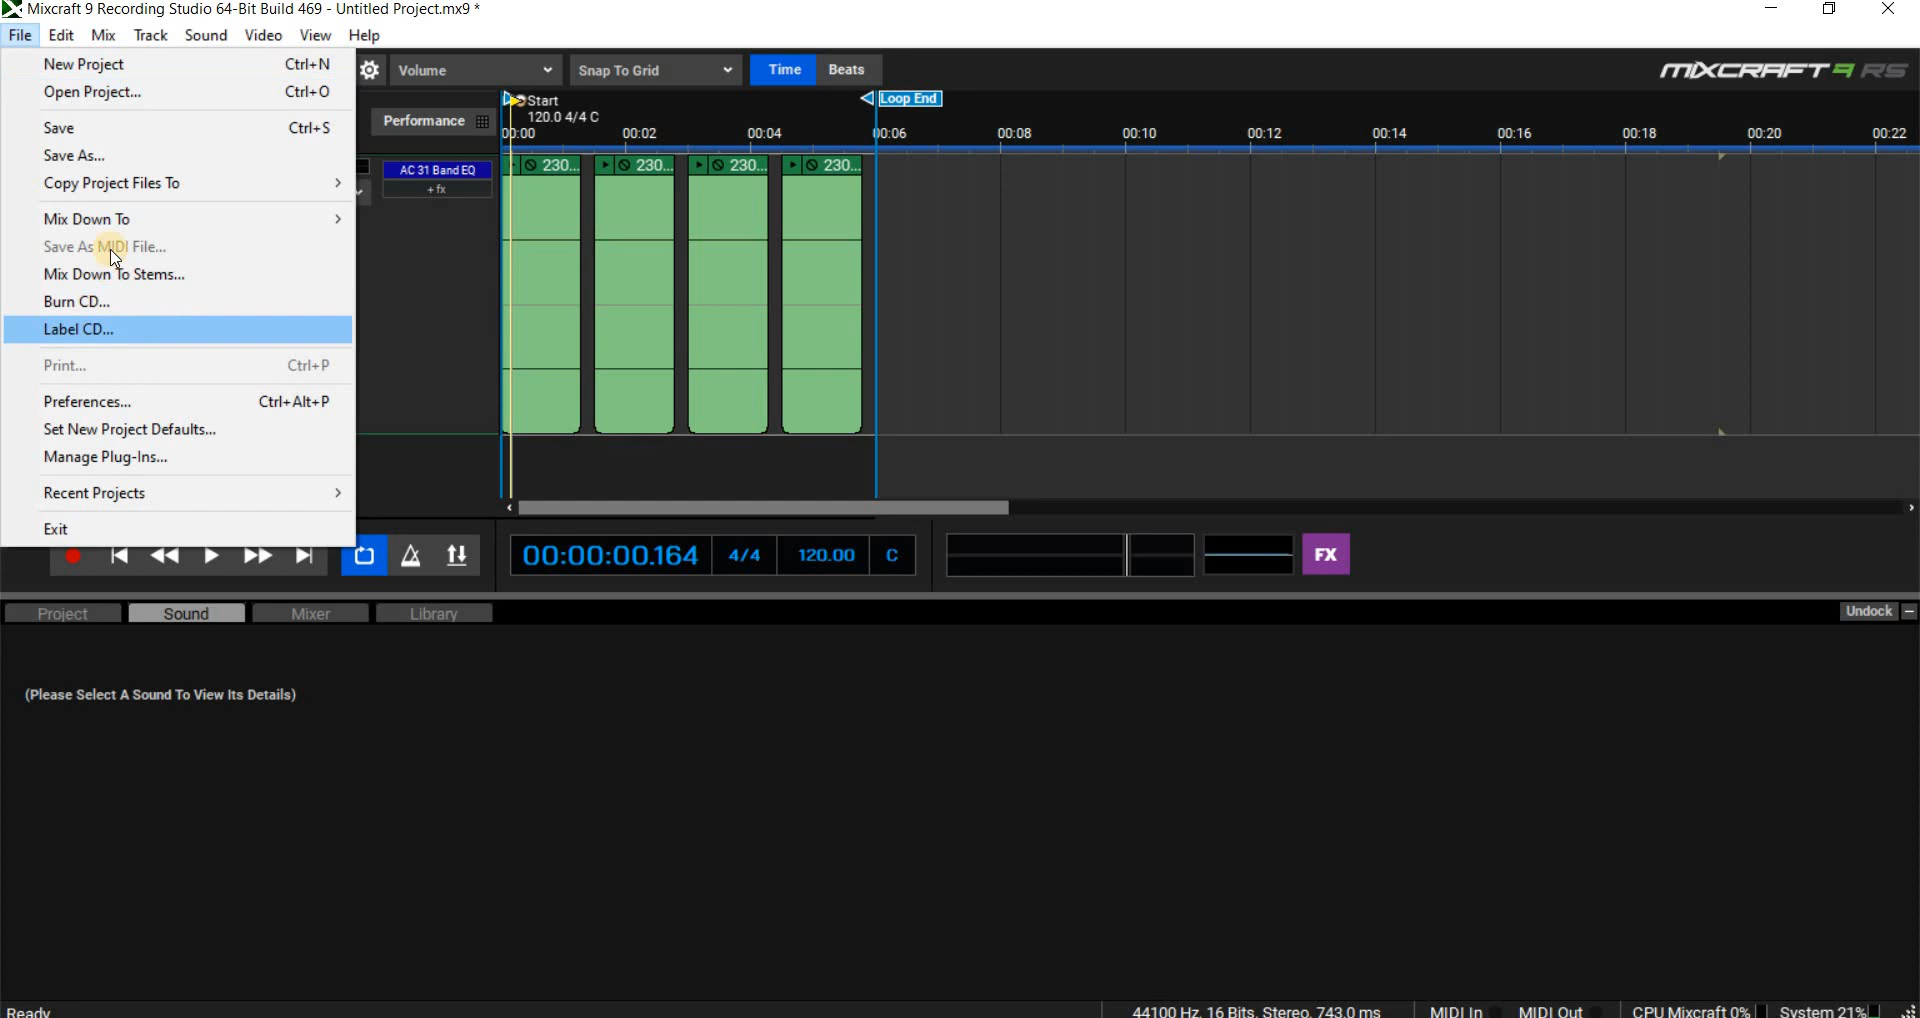 Mixcraft 9 Recording Studio 64-Bit Build 469 - Untitled Project.mx9 *
File Edit Mix Track Sound Video View Help
New Project Ctrl+N
Open Project... Ctrl+O
Save Ctrl+S
Save As...
Copy Project Files To
Mix Down To
Save As MIDI File...
Mix Down To Stems...
Burn CD...
Label CD...
Print... Ctrl+P
Preferences... Ctrl+Alt+P
Set New Project Defaults...
Manage Plug-Ins...
Recent Projects
Exit
Volume Snap To Grid Time Beats
MIXCRAFT 9 RS
Performance
Start
120.0 4/4 C
Loop End
00:00 00:02 00:04 00:06 00:08 00:10 00:12 00:14 00:16 00:18 00:20 00:22
AC 31 Band EQ
+ fx
230... 230... 230... 230...
00:00:00.164 4/4 120.00 C
FX
Project Sound Mixer Library
Undock
(Please Select A Sound To View Its Details)
Ready
44100 Hz, 16 Bits, Stereo, 743.0 ms MIDI In MIDI Out CPU Mixcraft 0% System 21%